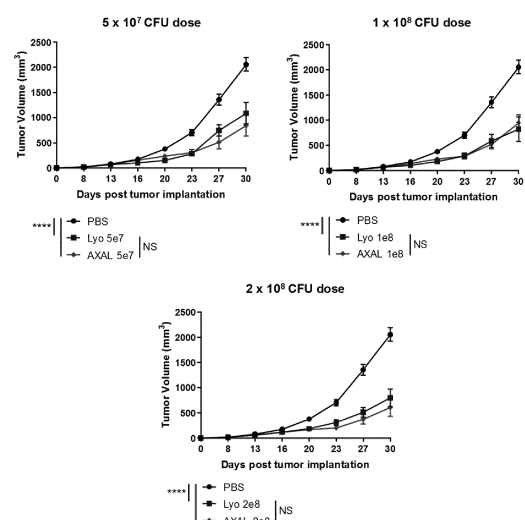 5 x 10⁷ CFU dose
Tumor Volume (mm³)
2500
2000
1500
1000
500
0
0 8 13 16 20 23 27 30
Days post tumor implantation
**** PBS
Lyo 5e7
AXAL 5e7
NS
1 x 10⁸ CFU dose
Tumor Volume (mm³)
2500
2000
1500
1000
500
0
0 8 13 16 20 23 27 30
Days post tumor implantation
**** PBS
Lyo 1e8
AXAL 1e8
NS
2 x 10⁸ CFU dose
Tumor Volume (mm³)
2500
2000
1500
1000
500
0
0 8 13 16 20 23 27 30
Days post tumor implantation
**** PBS
Lyo 2e8
NS